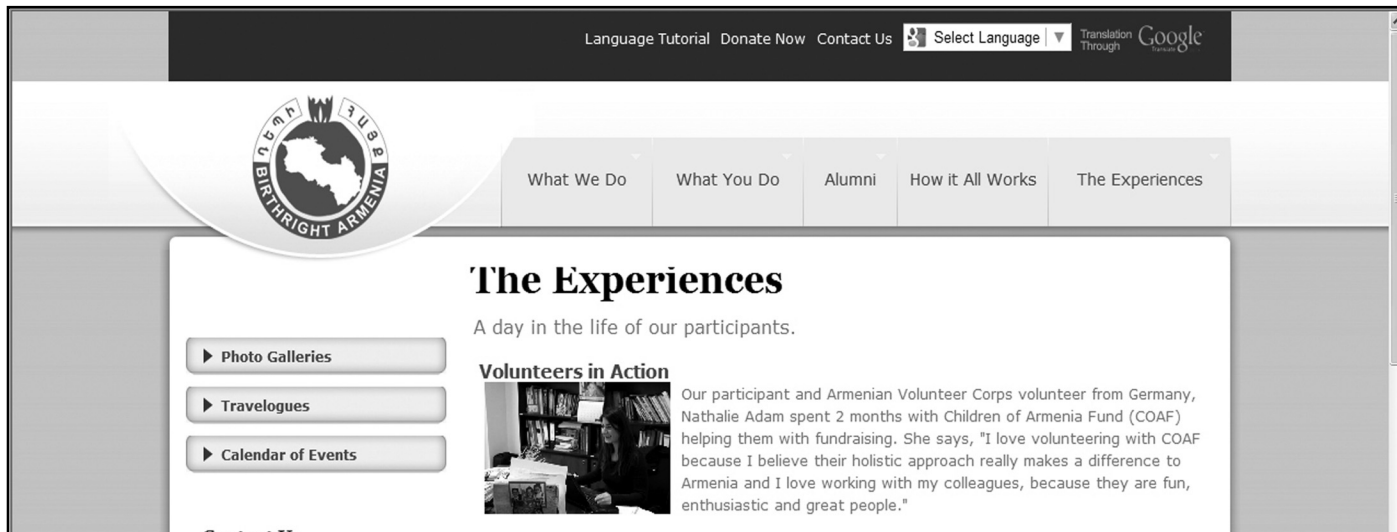 Language Tutorial Donate Now Contact Us Select Language Translation Through Google Translate
ԴԵՊԻ ՀԱՅՔ
BIRTHRIGHT ARMENIA
What We Do What You Do Alumni How it All Works The Experiences
The Experiences
A day in the life of our participants.
Photo Galleries
Travelogues
Calendar of Events
Volunteers in Action
Our participant and Armenian Volunteer Corps volunteer from Germany,
Nathalie Adam spent 2 months with Children of Armenia Fund (COAF)
helping them with fundraising. She says, "I love volunteering with COAF
because I believe their holistic approach really makes a difference to
Armenia and I love working with my colleagues, because they are fun,
enthusiastic and great people."